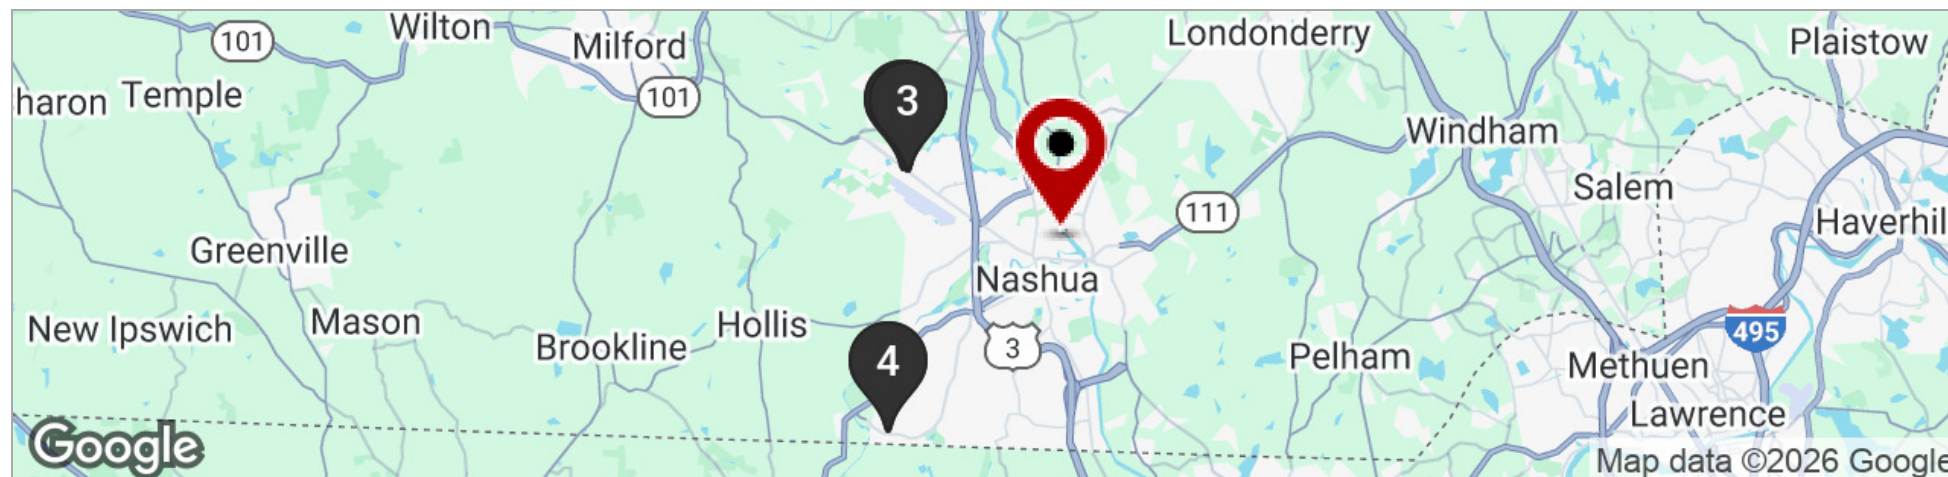 Wilton
101
Milford
Londonderry
Plaistow
haron
Temple
101
3
Windham
Salem
111
Haverhil
Greenville
Nashua
New Ipswich
Mason
Hollis
Brookline
4
3
Pelham
495
Methuen
Lawrence
Google
Map data ©2026 Google